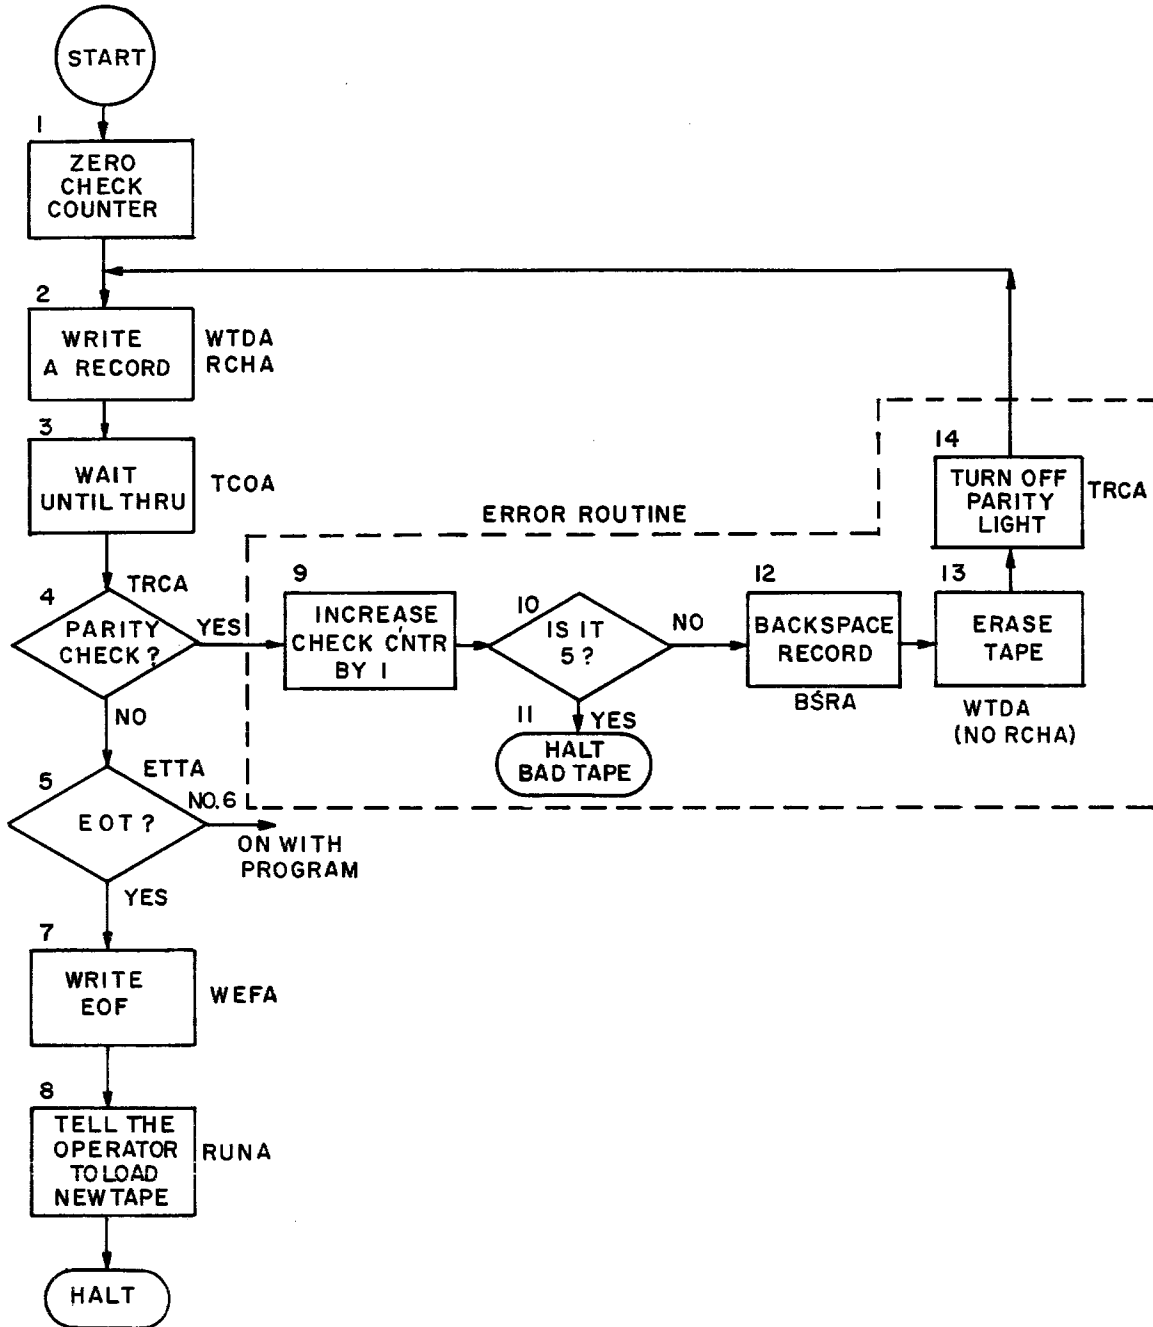 START
1
ZERO
CHECK
COUNTER
2
WRITE
A RECORD
WTDA
RCHA
3
WAIT
UNTIL THRU
TCOA
4
TRCA
PARITY
CHECK?
YES
NO
5
ETTA
EOT?
NO.6
ON WITH
PROGRAM
YES
7
WRITE
EOF
WEFA
8
TELL THE
OPERATOR
TO LOAD
NEW TAPE
RUNA
HALT
ERROR ROUTINE
9
INCREASE
CHECK C'NTR
BY 1
10
IS IT
5?
NO
YES
11
HALT
BAD TAPE
12
BACKSPACE
RECORD
BSRA
13
ERASE
TAPE
WTDA
(NO RCHA)
14
TURN OFF
PARITY
LIGHT
TRCA